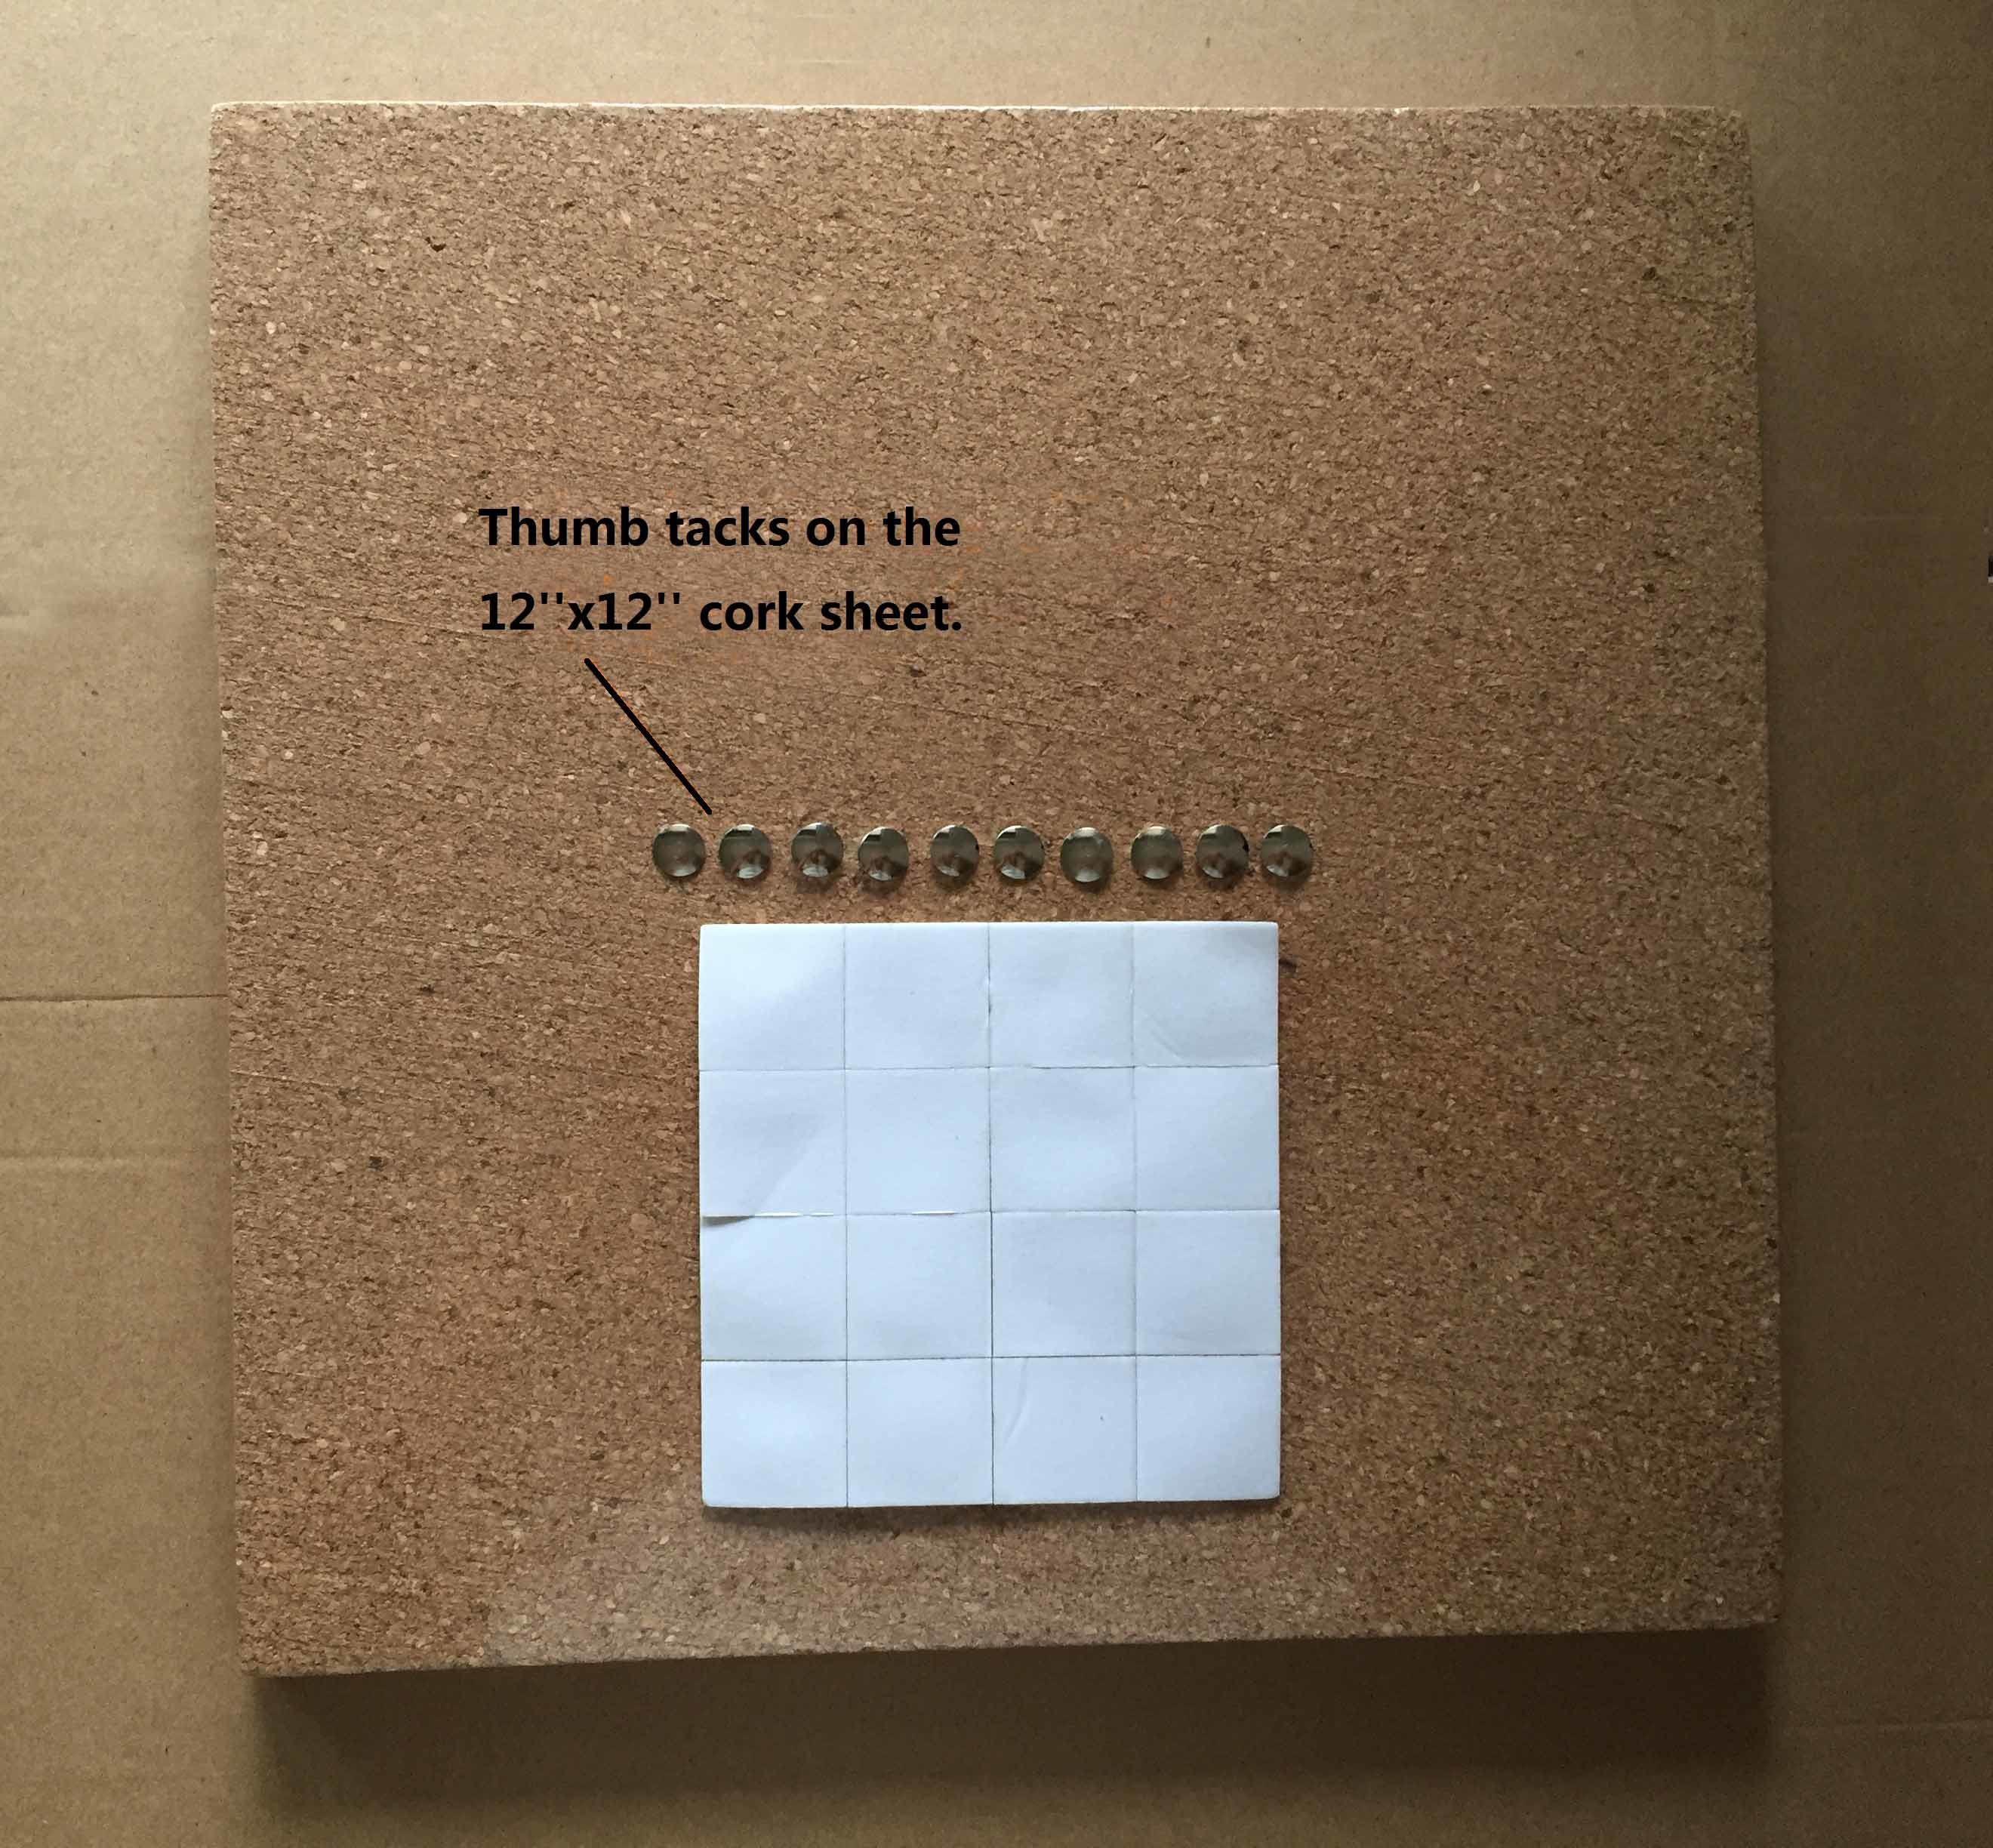 Thumb tacks on the
12''x12'' cork sheet.